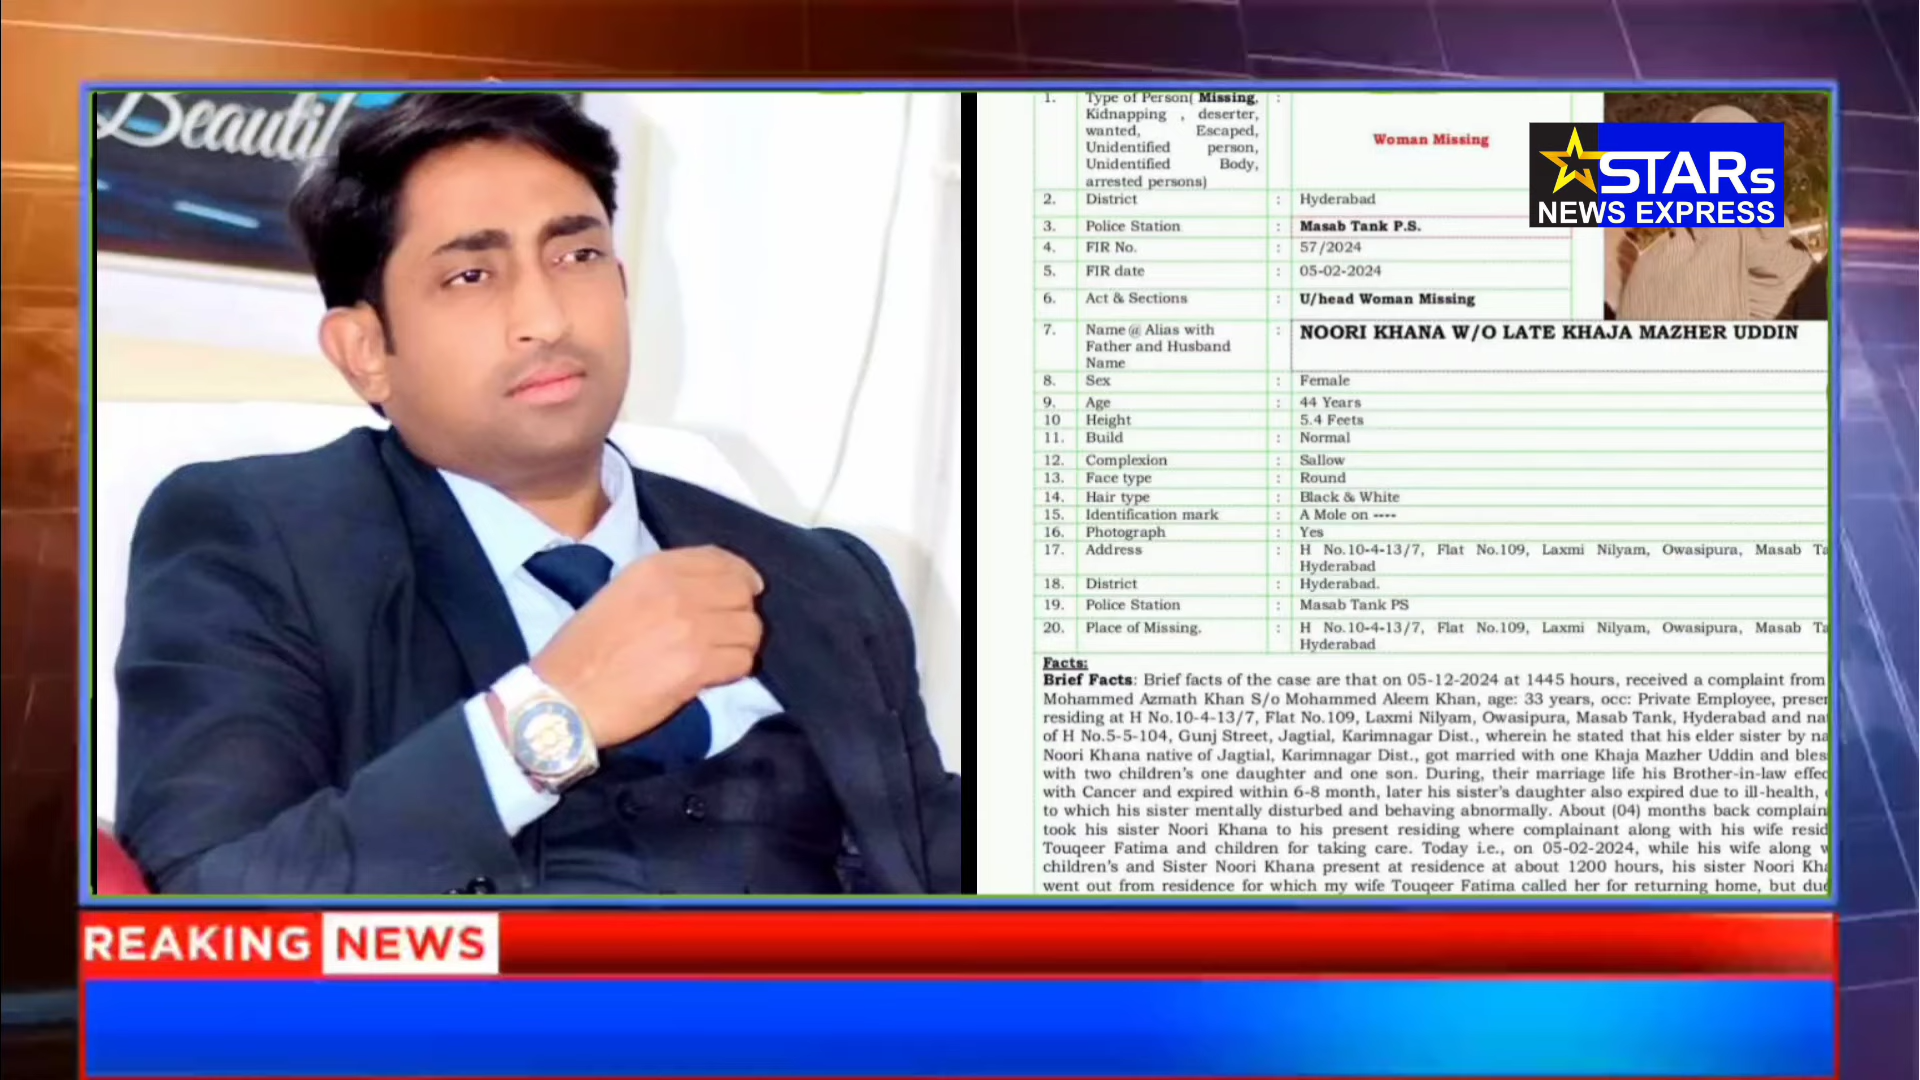 Beautif
1. Type of Person( Missing, :
Kidnapping , deserter,
wanted, Escaped,
Unidentified person,
Unidentified Body,
arrested persons)
Woman Missing
STARs
NEWS EXPRESS
2. District : Hyderabad
3. Police Station : Masab Tank P.S.
4. FIR No. : 57/2024
5. FIR date : 05-02-2024
6. Act & Sections : U/head Woman Missing
7. Name @ Alias with : NOORI KHANA W/O LATE KHAJA MAZHER UDDIN
Father and Husband
Name
8. Sex : Female
9. Age : 44 Years
10 Height : 5.4 Feets
11. Build : Normal
12. Complexion : Sallow
13. Face type : Round
14. Hair type : Black & White
15. Identification mark : A Mole on ----
16. Photograph : Yes
17. Address : H No.10-4-13/7, Flat No.109, Laxmi Nilyam, Owasipura, Masab Ta
Hyderabad
18. District : Hyderabad.
19. Police Station : Masab Tank PS
20. Place of Missing. : H No.10-4-13/7, Flat No.109, Laxmi Nilyam, Owasipura, Masab Ta
Hyderabad
Facts:
Brief Facts: Brief facts of the case are that on 05-12-2024 at 1445 hours, received a complaint from
Mohammed Azmath Khan S/o Mohammed Aleem Khan, age: 33 years, occ: Private Employee, preser
residing at H No.10-4-13/7, Flat No.109, Laxmi Nilyam, Owasipura, Masab Tank, Hyderabad and na
of H No.5-5-104, Gunj Street, Jagtial, Karimnagar Dist., wherein he stated that his elder sister by na
Noori Khana native of Jagtial, Karimnagar Dist., got married with one Khaja Mazher Uddin and bles
with two children's one daughter and one son. During, their marriage life his Brother-in-law effec
with Cancer and expired within 6-8 month, later his sister's daughter also expired due to ill-health,
to which his sister mentally disturbed and behaving abnormally. About (04) months back complain
took his sister Noori Khana to his present residing where complainant along with his wife resid
Touqeer Fatima and children for taking care. Today i.e., on 05-02-2024, while his wife along w
children's and Sister Noori Khana present at residence at about 1200 hours, his sister Noori Kha
went out from residence for which my wife Touqeer Fatima called her for returning home, but due
REAKING NEWS